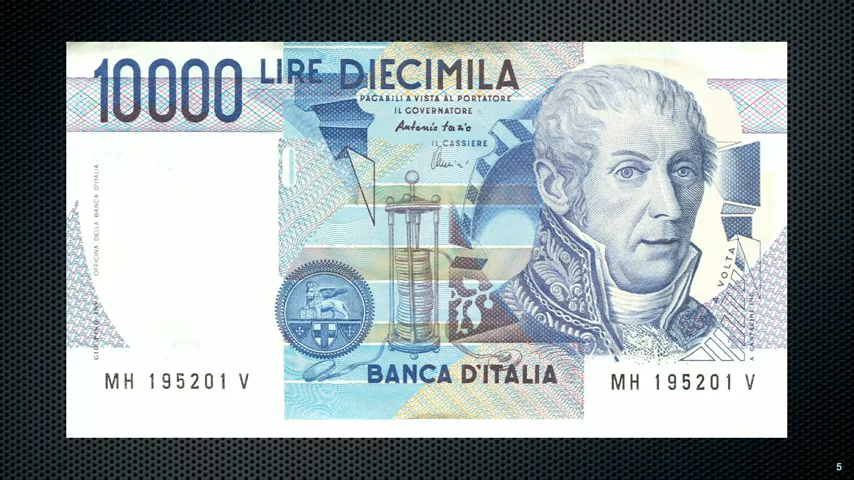 10000 LIRE DIECIMILA
PAGABILI A VISTA AL PORTATORE
IL GOVERNATORE
Antonio Fazio
IL CASSIERE
OFFICINA DELLA BANCA D'ITALIA
A VOLTA
BANCA D'ITALIA
MH 195201 V
MH 195201 V
5